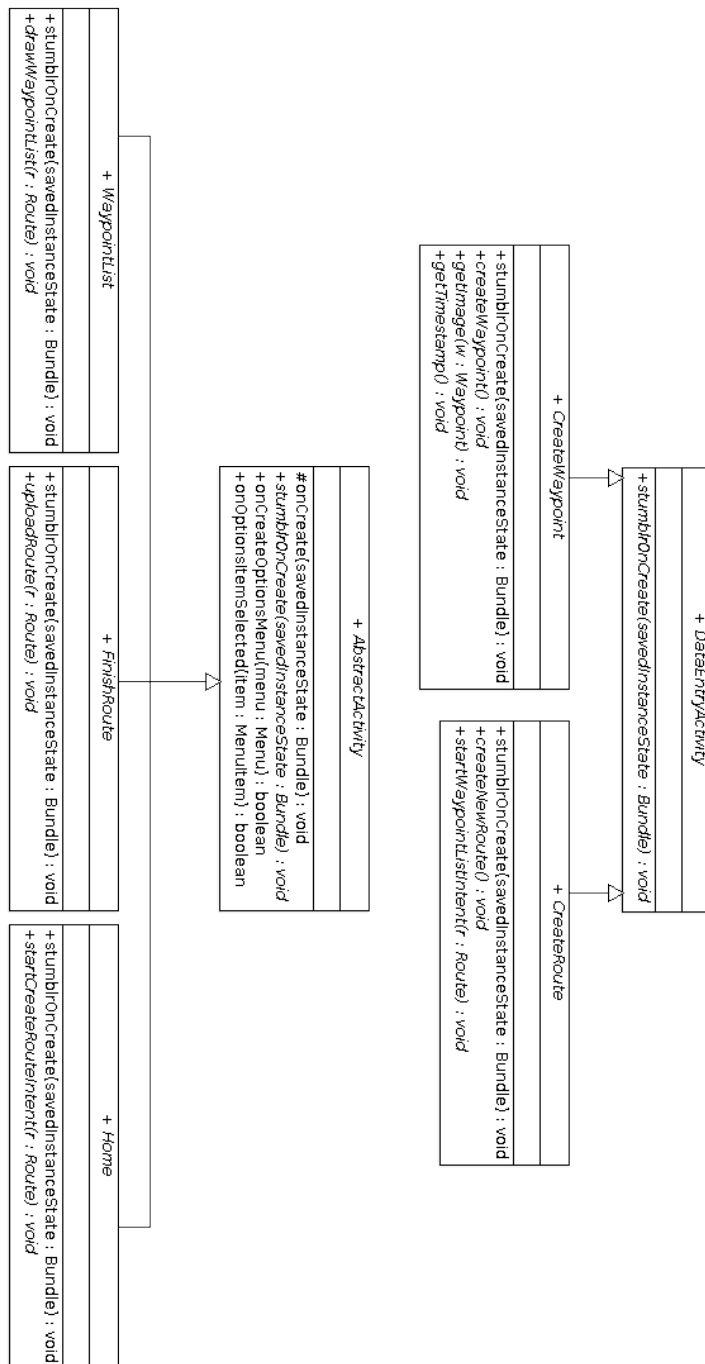 + DataEntryActivity
+stumblrOnCreate(savedInstanceState : Bundle) : void
+ CreateWaypoint
+stumblrOnCreate(savedInstanceState : Bundle) : void
+createWaypoint() : void
+getImage(w : Waypoint) : void
+getTimestamp() : void
+ CreateRoute
+stumblrOnCreate(savedInstanceState : Bundle) : void
+createNewRoute() : void
+startWaypointListIntent(r : Route) : void
+ AbstractActivity
#onCreate(savedInstanceState : Bundle) : void
+stumblrOnCreate(savedInstanceState : Bundle) : void
+onCreateOptionsMenu(menu : Menu) : boolean
+onOptionsItemSelected(item : MenuItem) : boolean
+ WaypointList
+stumblrOnCreate(savedInstanceState : Bundle) : void
+drawWaypointList(r : Route) : void
+ FinishRoute
+stumblrOnCreate(savedInstanceState : Bundle) : void
+uploadRoute(r : Route) : void
+ Home
+stumblrOnCreate(savedInstanceState : Bundle) : void
+startCreateRouteIntent(r : Route) : void